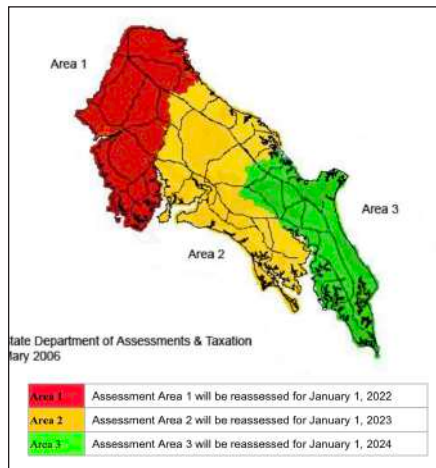 Area 1
Area 3
Area 2
tate Department of Assessments & Taxation
lary 2006
Area 1 Assessment Area 1 will be reassessed for January 1, 2022
Area 2 Assessment Area 2 will be reassessed for January 1, 2023
Area 3 Assessment Area 3 will be reassessed for January 1, 2024